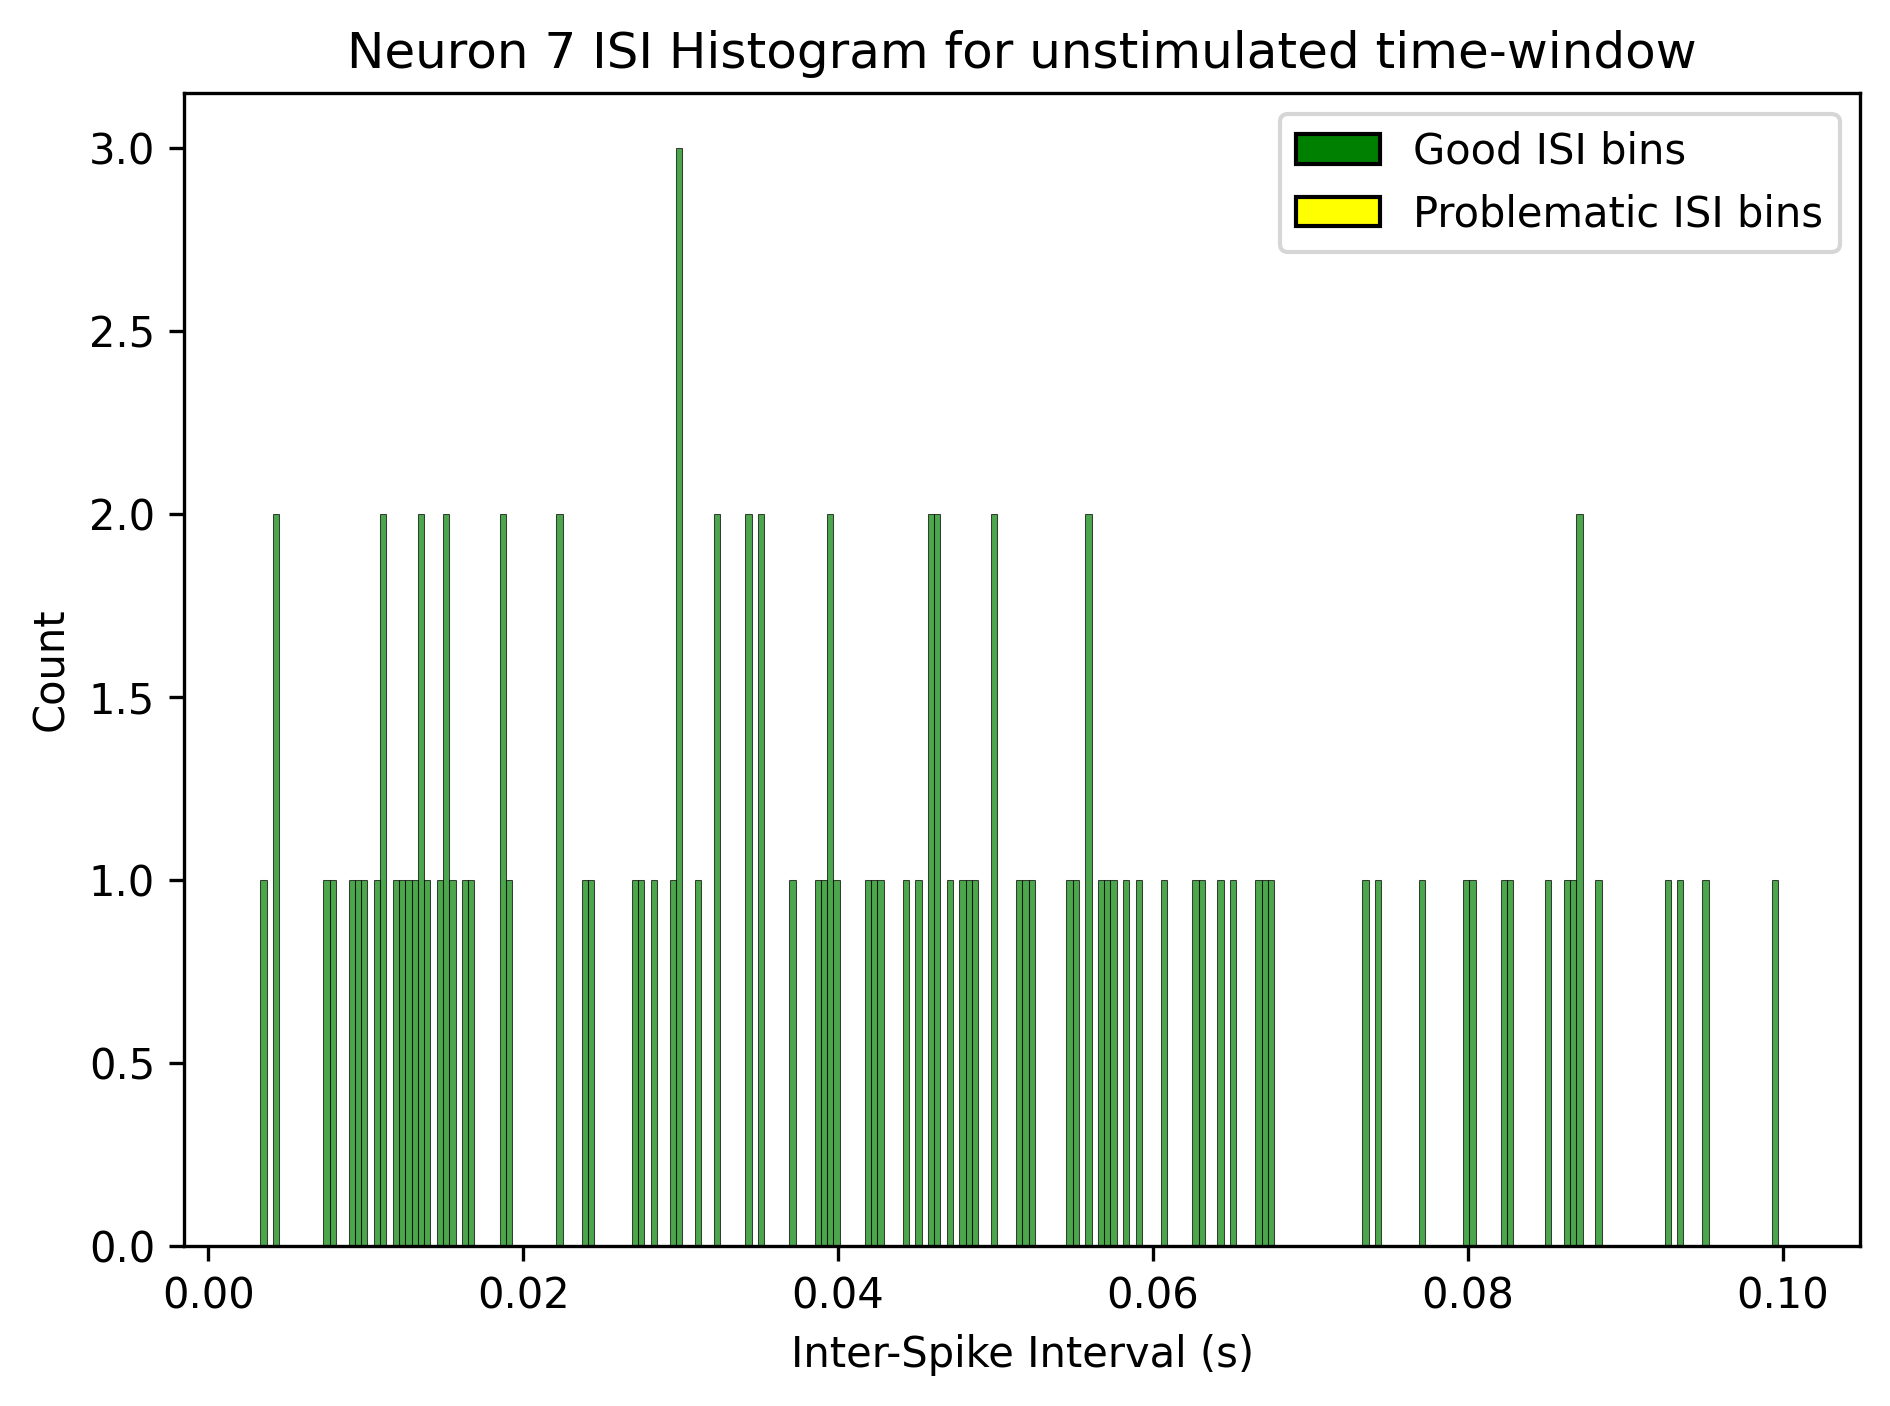 Neuron 7 ISI Histogram for unstimulated time-window
Good ISI bins
Problematic ISI bins
Count
3.0
2.5
2.0
1.5
1.0
0.5
0.0
0.00 0.02 0.04 0.06 0.08 0.10
Inter-Spike Interval (s)